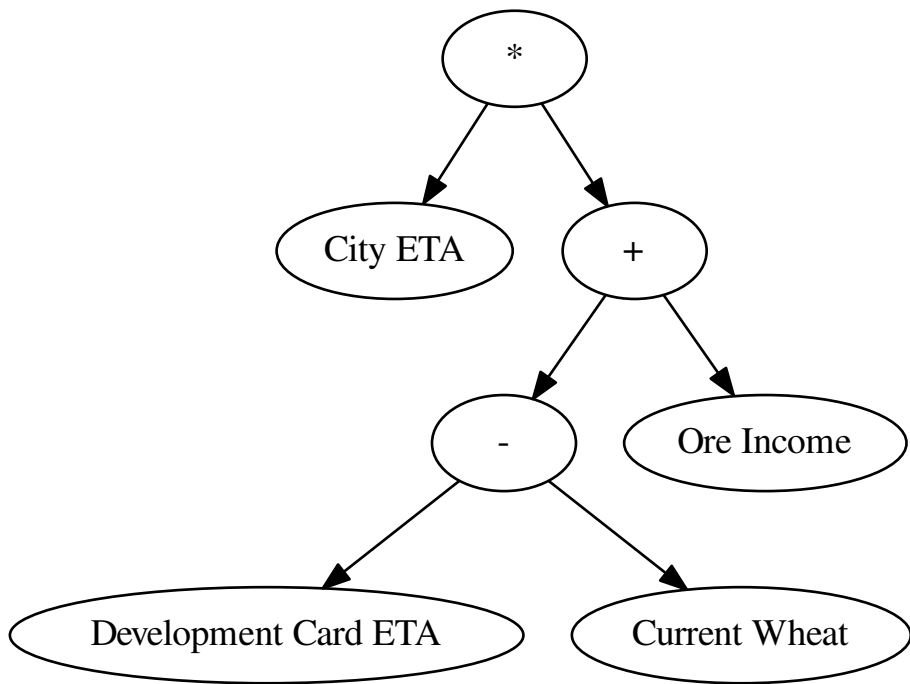 *
City ETA
+
-
Ore Income
Development Card ETA
Current Wheat